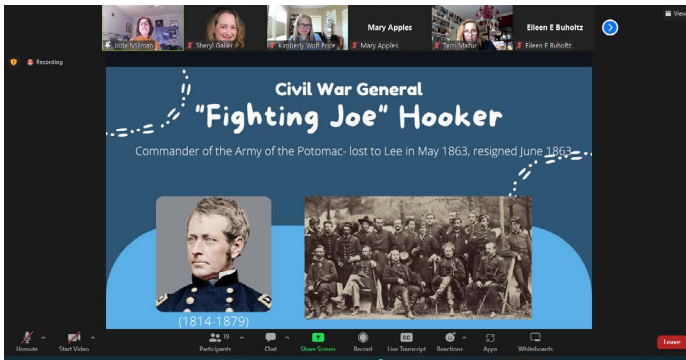 View
Jodé Millman
Sheryl Galler
Kimberly Wolf Price
Mary Apples
Mary Apples
Terri Mazur
Eileen E Buholtz
Eileen E Buholtz
Recording
Civil War General
"Fighting Joe" Hooker
Commander of the Army of the Potomac- lost to Lee in May 1863, resigned June 1863
(1814-1879)
Unmute
Start Video
19
Participants
Chat
Share Screen
Record
CC
Live Transcript
Reactions
Apps
Whiteboards
Leave